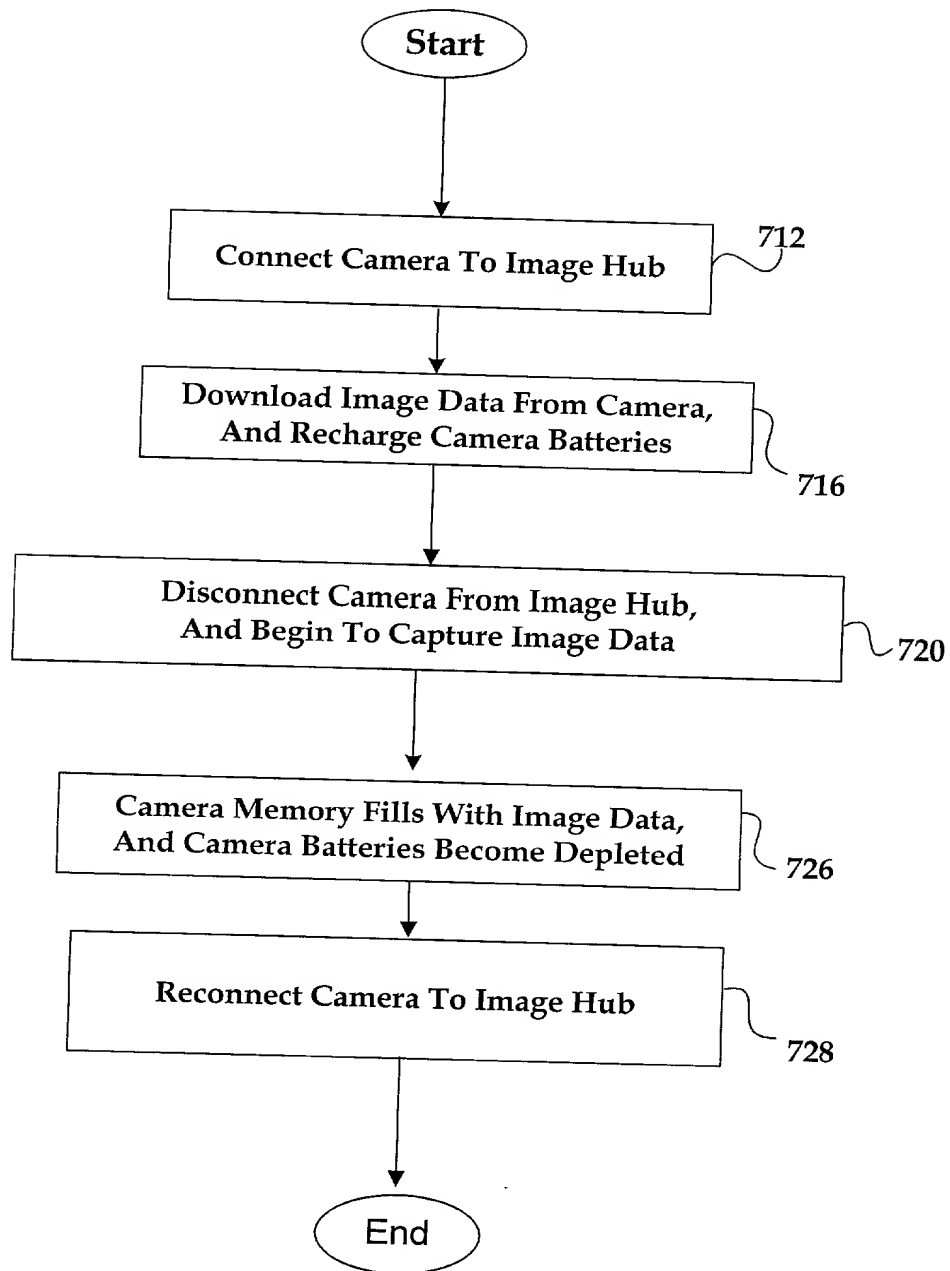 Start
Connect Camera To Image Hub
712
Download Image Data From Camera,
And Recharge Camera Batteries
716
Disconnect Camera From Image Hub,
And Begin To Capture Image Data
720
Camera Memory Fills With Image Data,
And Camera Batteries Become Depleted
726
Reconnect Camera To Image Hub
728
End